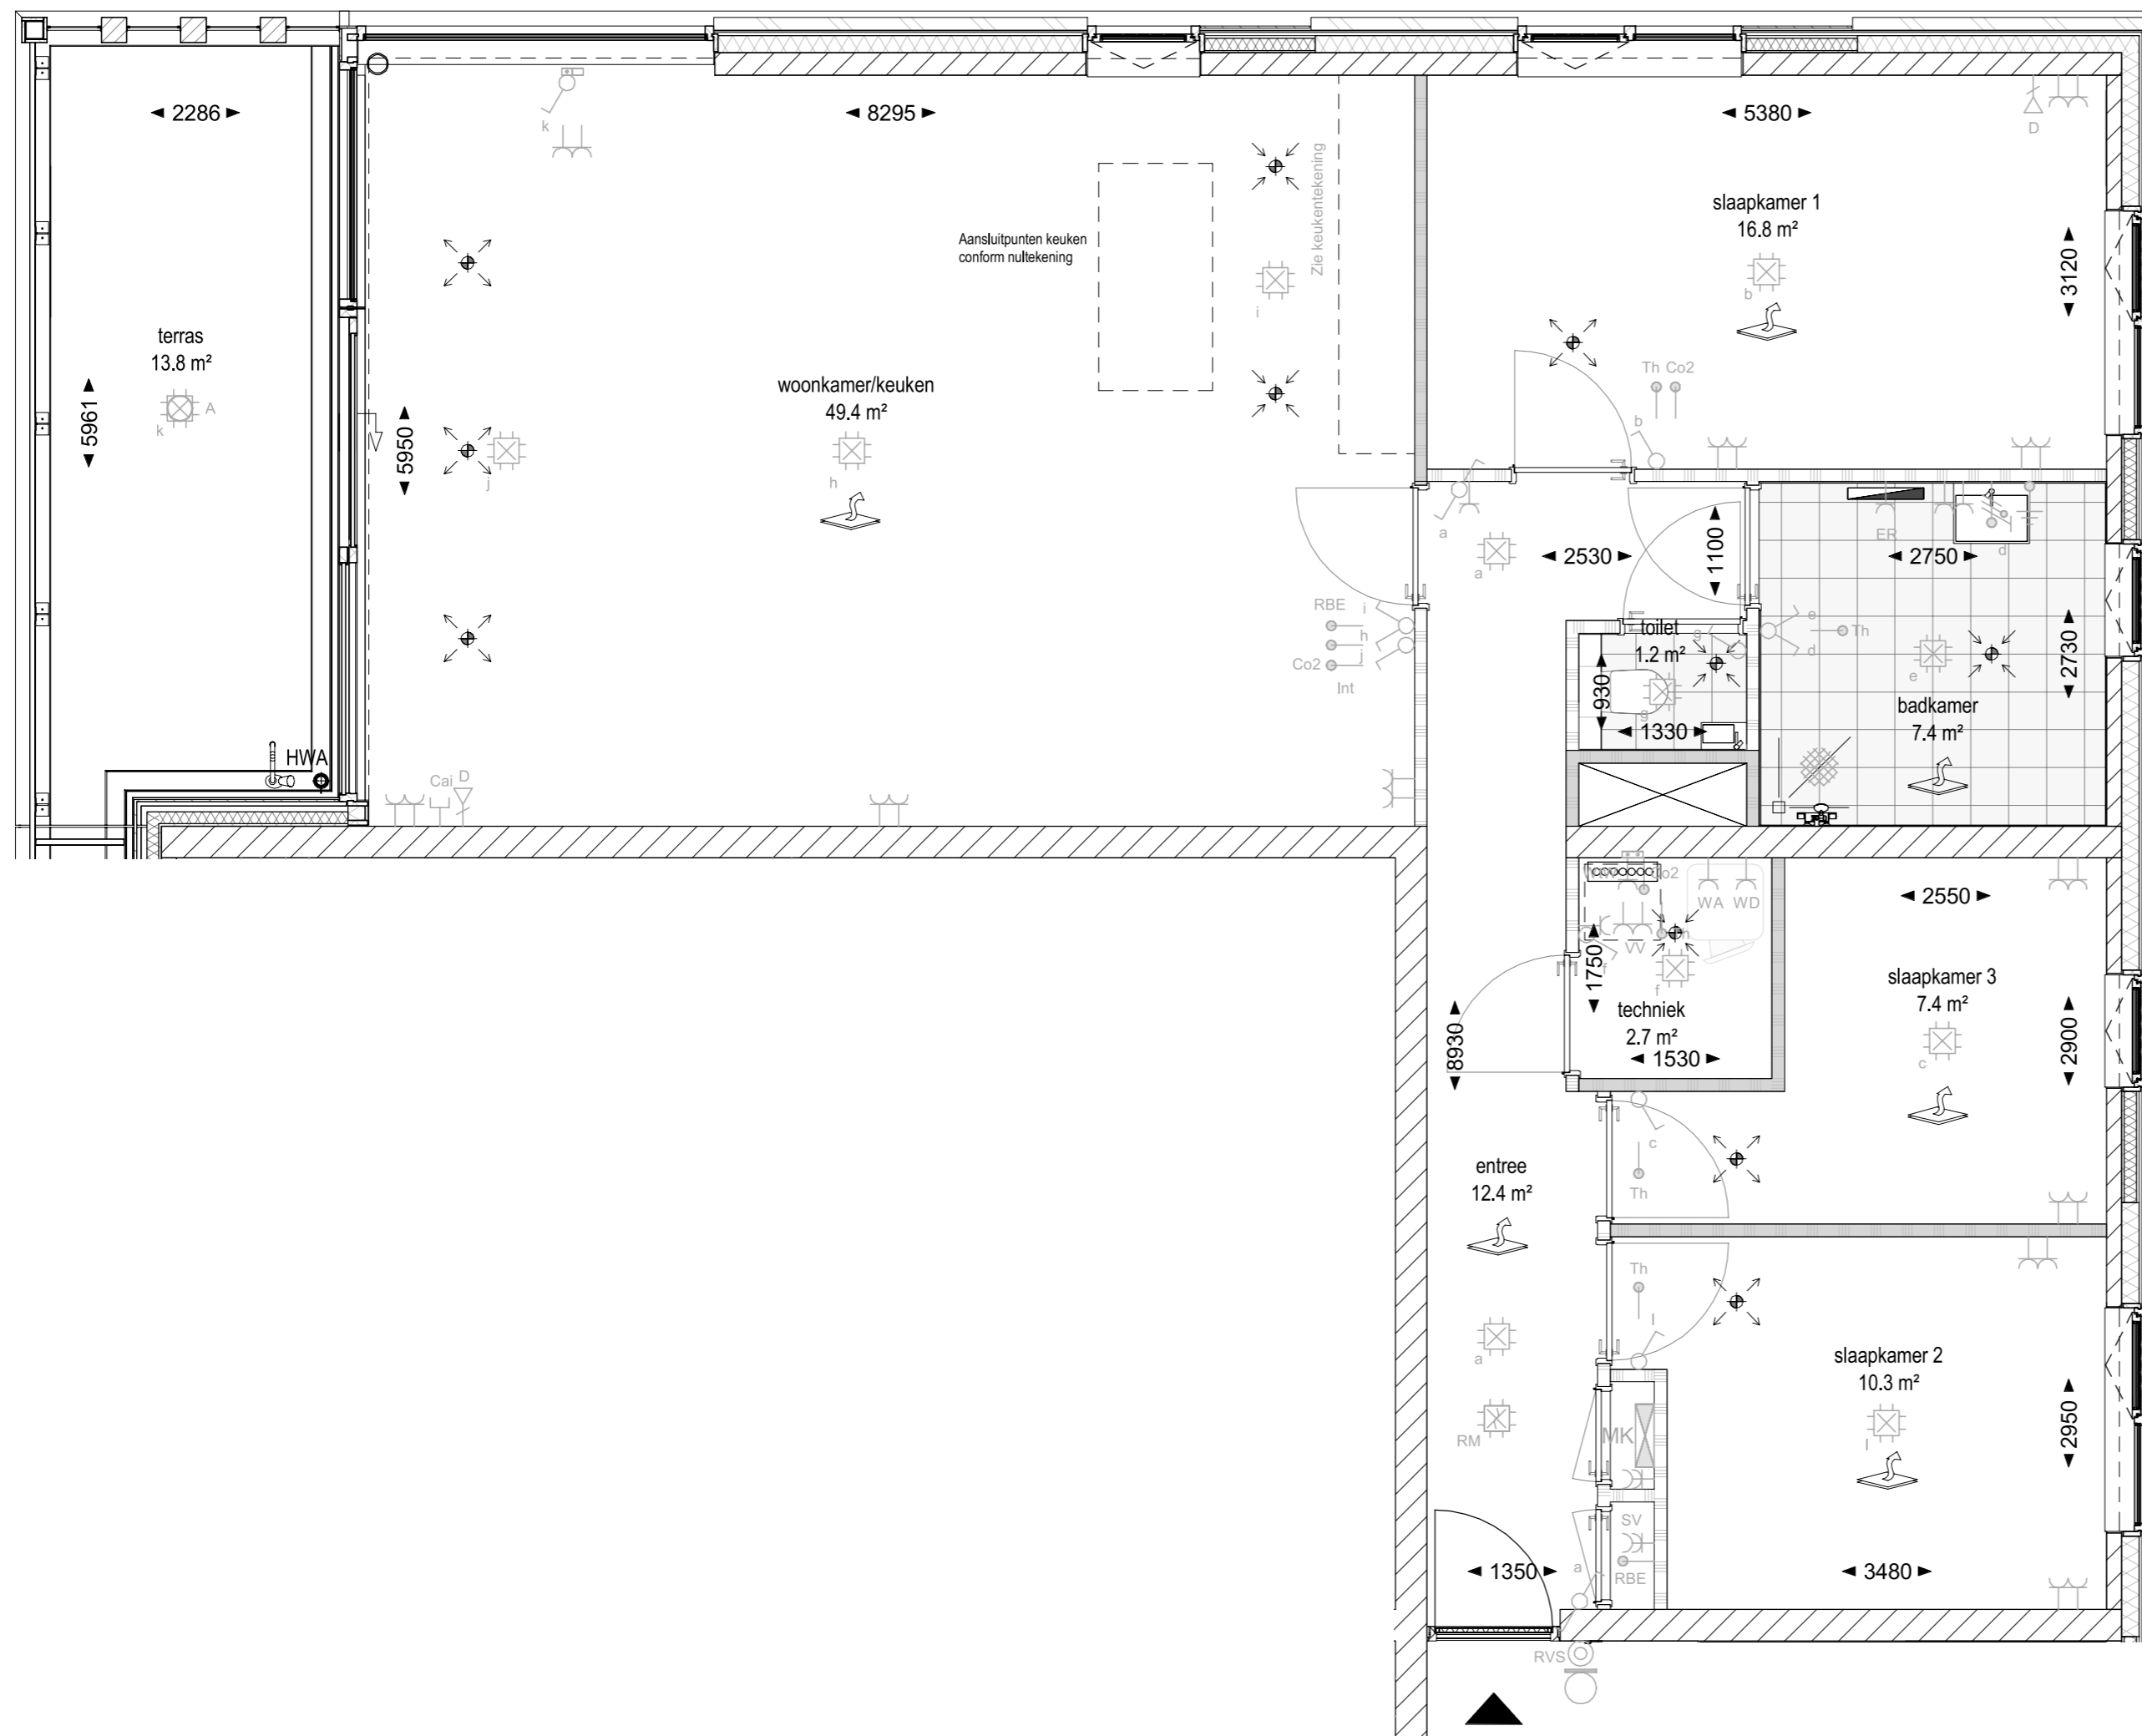 2286
8295
5380
k
D
Zie keukentekening
slaapkamer 1
16.8 m²
Aansluitpunten keuken
conform nultekening
b
3120
i
terras
13.8 m²
A
k
5961
woonkamer/keuken
49.4 m²
Th Co2
b
5950
j
h
a
a
2530
1100
ER
2750
d
RBE
i
h
j
Co2
Int
toilet
1.2 m²
g
930
g
1330
e
d
Th
e
2730
badkamer
7.4 m²
HWA
Cai
D
WA
WD
VV
f
1750
f
techniek
2.7 m²
1530
2550
slaapkamer 3
7.4 m²
c
2900
8930
c
Th
entree
12.4 m²
Th
l
a
RM
MK
slaapkamer 2
10.3 m²
l
2950
SV
a
RBE
1350
3480
RVS